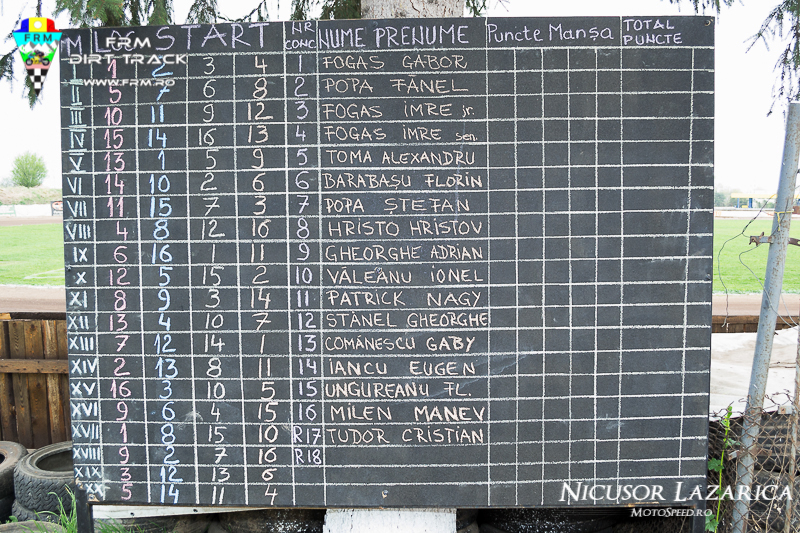 FRM
FRM
DIRT TRACK
WWW.FRM.RO
START NR CONC NUME PRENUME Puncte Manşa TOTAL PUNCTE
1 2 3 4 FOGAS GABOR
II 5 7 6 8 2 POPA FĂNEL
III 10 11 9 12 3 FOGAS IMRE jr.
IV 15 14 16 13 4 FOGAS IMRE sen.
V 13 1 5 9 5 TOMA ALEXANDRU
VI 14 10 2 6 6 BARABAŞU FLORIN
VII 11 15 7 3 7 POPA ŞTEFAN
VIII 4 8 12 16 8 HRISTO HRISTOV
IX 6 16 1 11 9 GHEORGHE ADRIAN
X 12 5 15 2 10 VĂLEANU IONEL
XI 8 9 3 14 11 PATRICK NAGY
XII 13 4 10 7 12 STĂNEL GHEORGHE
XIII 7 12 14 1 13 COMĂNESCU GABY
XIV 2 13 8 11 14 IANCU EUGEN
XV 16 3 10 5 15 UNGUREANU FL.
XVI 9 6 4 15 16 MILEN MANEV
XVII 1 8 15 10 R17 TUDOR CRISTIAN
XVIII 9 2 7 16 R18
XIX 3 12 13 6
XX 5 14 11 4
NICUSOR LAZARICA
MOTOSPEED.RO